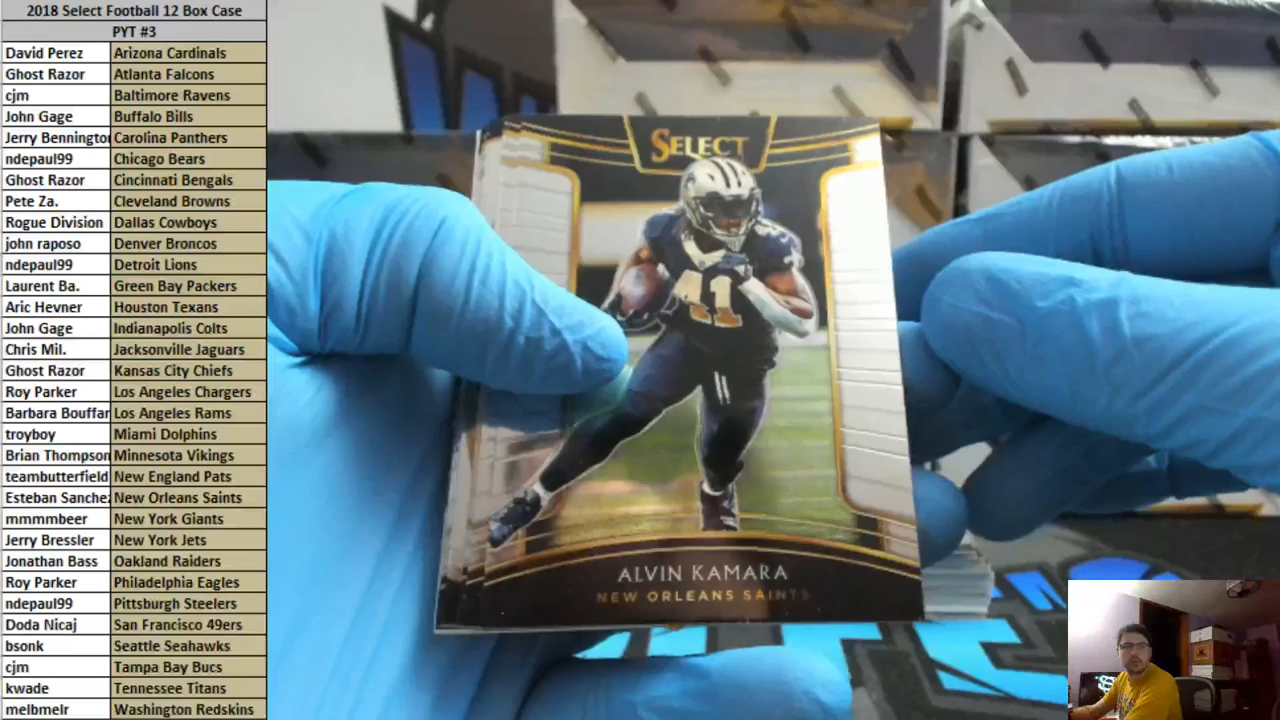 2018 Select Football 12 Box Case
PYT #3
David Perez Arizona Cardinals
Ghost Razor Atlanta Falcons
cjm Baltimore Ravens
John Gage Buffalo Bills
Jerry Benningtor Carolina Panthers
ndepaul99 Chicago Bears
Ghost Razor Cincinnati Bengals
Pete Za. Cleveland Browns
Rogue Division Dallas Cowboys
john raposo Denver Broncos
ndepaul99 Detroit Lions
Laurent Ba. Green Bay Packers
Aric Hevner Houston Texans
John Gage Indianapolis Colts
Chris Mil. Jacksonville Jaguars
Ghost Razor Kansas City Chiefs
Roy Parker Los Angeles Chargers
Barbara Bouffar Los Angeles Rams
troyboy Miami Dolphins
Brian Thompson Minnesota Vikings
teambutterfield New England Pats
Esteban Sanchez New Orleans Saints
mmmmbeer New York Giants
Jerry Bressler New York Jets
Jonathan Bass Oakland Raiders
Roy Parker Philadelphia Eagles
ndepaul99 Pittsburgh Steelers
Doda Nicaj San Francisco 49ers
bsonk Seattle Seahawks
cjm Tampa Bay Bucs
kwade Tennessee Titans
melbmelr Washington Redskins
SELECT
41
ALVIN KAMARA
NEW ORLEANS SAINTS